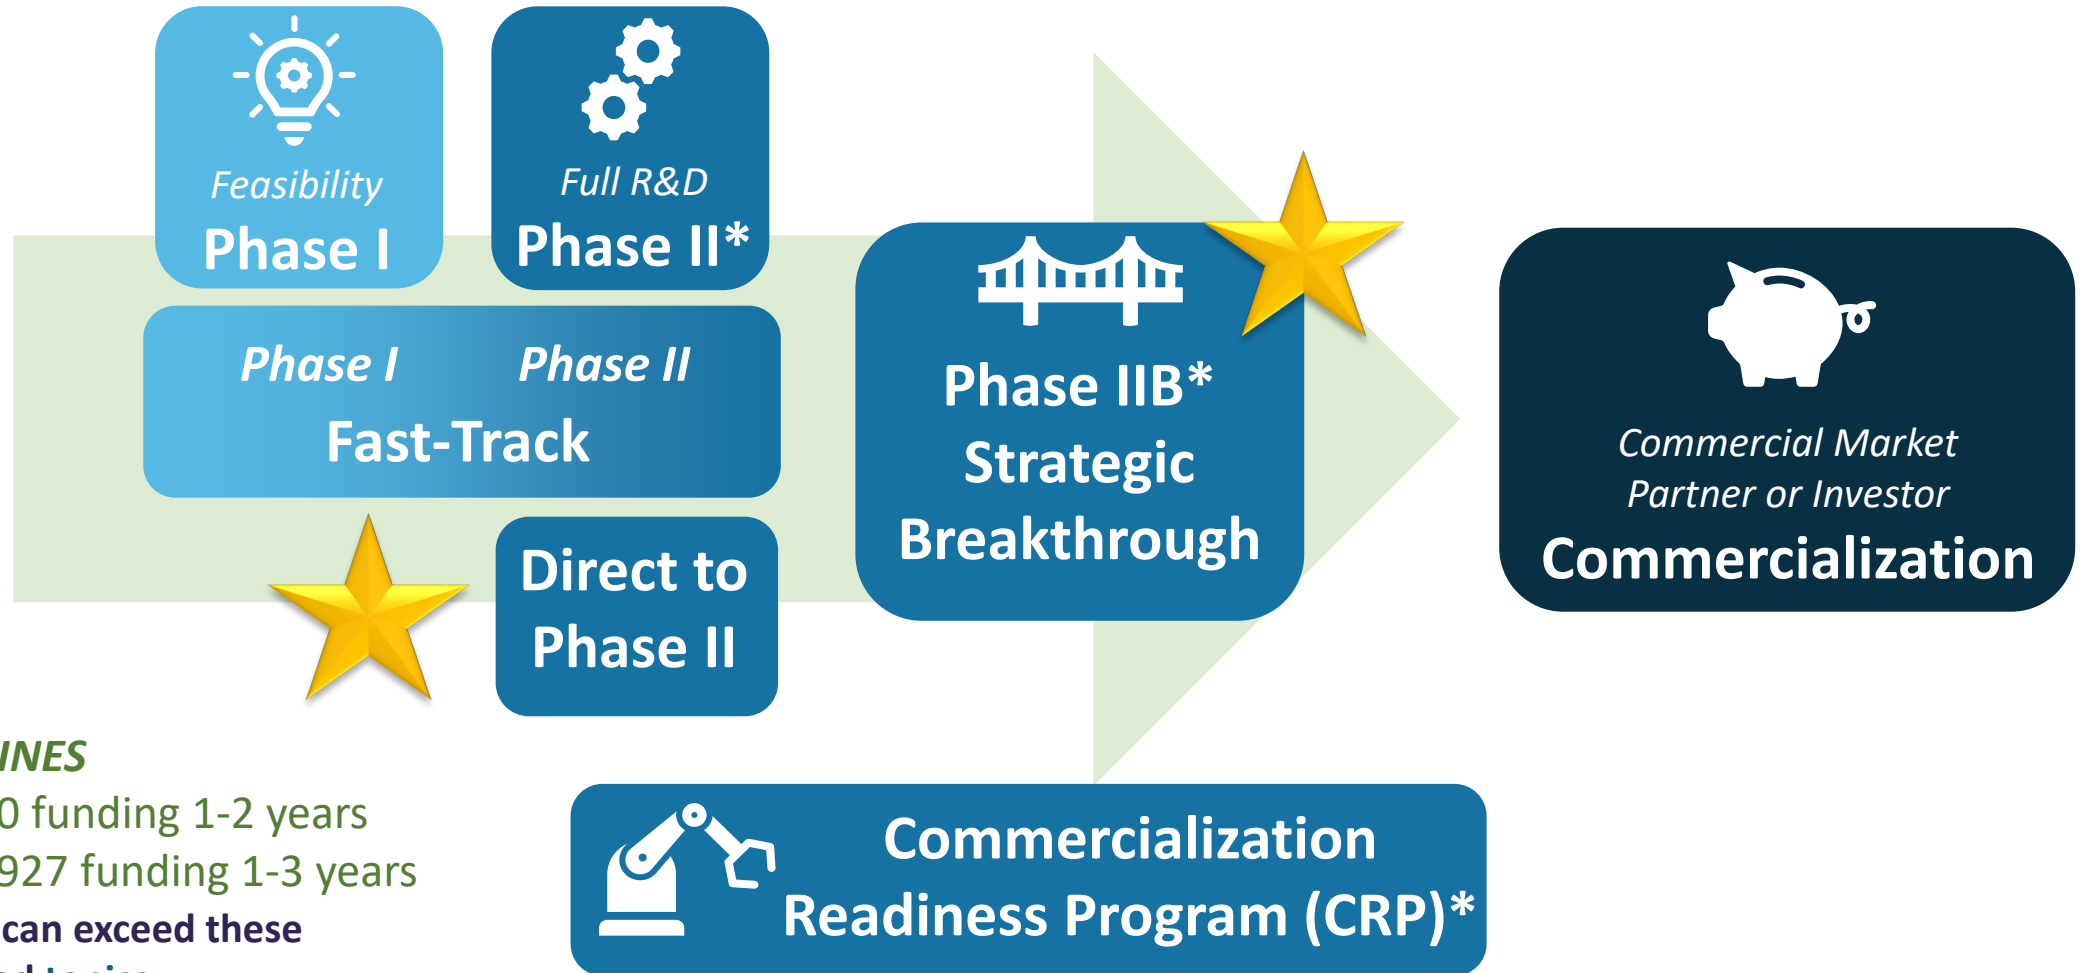 Feasibility
Phase I
Full R&D
Phase II*
Phase I Phase II
Fast-Track
Direct to
Phase II
Phase IIB*
Strategic
Breakthrough
Commercial Market
Partner or Investor
Commercialization
INES
0 funding 1-2 years
927 funding 1-3 years
can exceed these
Commercialization
Readiness Program (CRP)*